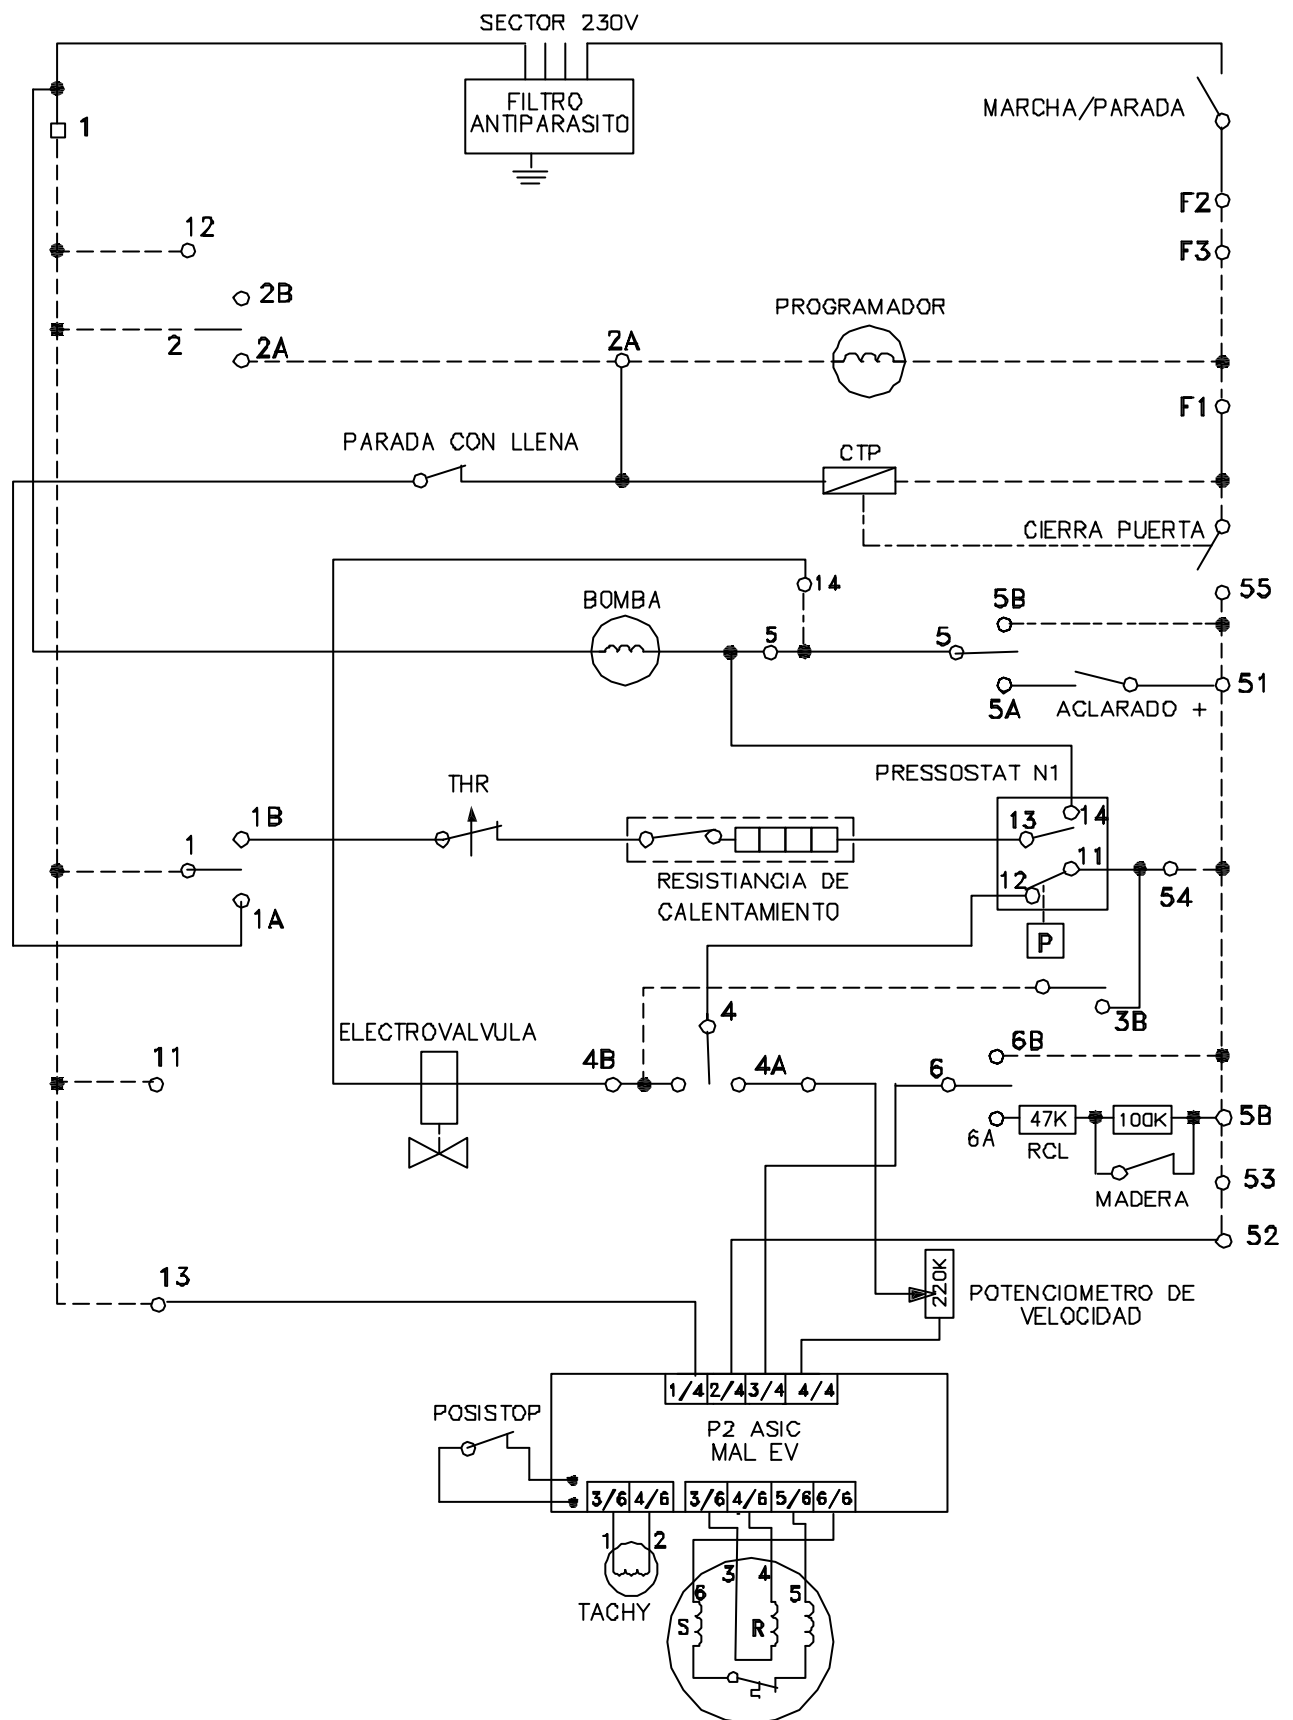 SECTOR 230V
FILTRO
ANTIPARASITO
MARCHA/PARADA
1
F2
12
F3
2B
PROGRAMADOR
2
2A
2A
F1
PARADA CON LLENA
CTP
CIERRA PUERTA
14
55
BOMBA
5B
5
5
51
5A
ACLARADO +
PRESSOSTAT N1
THR
1B
13
14
1
11
RESISTIANCIA DE
12
54
CALENTAMIENTO
1A
P
4
3B
ELECTROVALVULA
6B
11
4B
4A
6
47K
100K
5B
6A
RCL
53
MADERA
52
13
220K
POTENCIOMETRO DE
VELOCIDAD
1/4 2/4 3/4 4/4
POSISTOP
P2 ASIC
MAL EV
3/6 4/6 3/6 4/6 5/6 6/6
1
2
3
4
6
5
TACHY
S
R